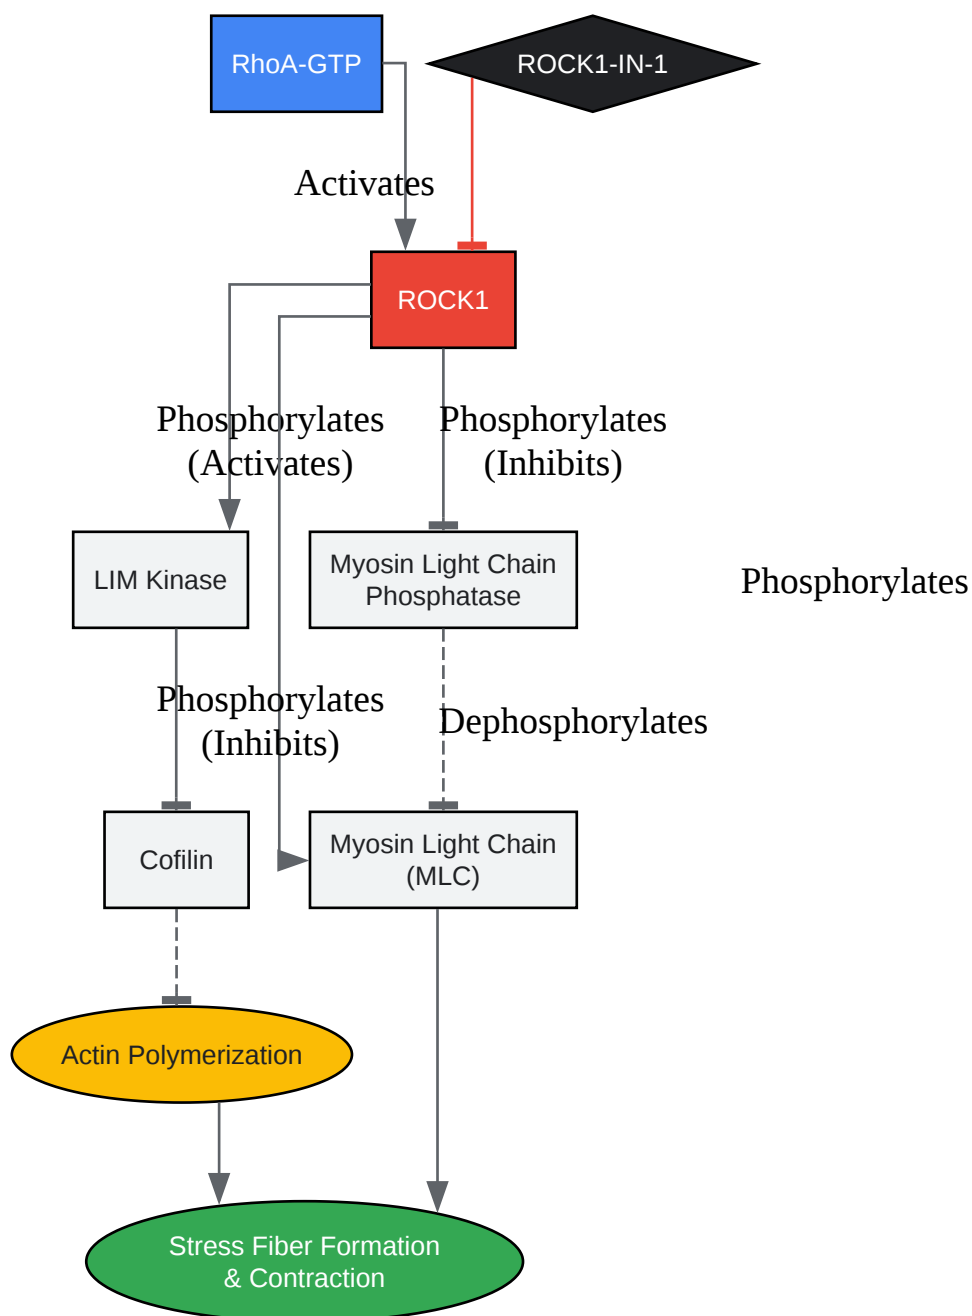 RhoA-GTP
ROCK1-IN-1
Activates
ROCK1
Phosphorylates
(Activates)
Phosphorylates
(Inhibits)
LIM Kinase
Myosin Light Chain
Phosphatase
Phosphorylates
Phosphorylates
(Inhibits)
Dephosphorylates
Cofilin
Myosin Light Chain
(MLC)
Actin Polymerization
Stress Fiber Formation
& Contraction